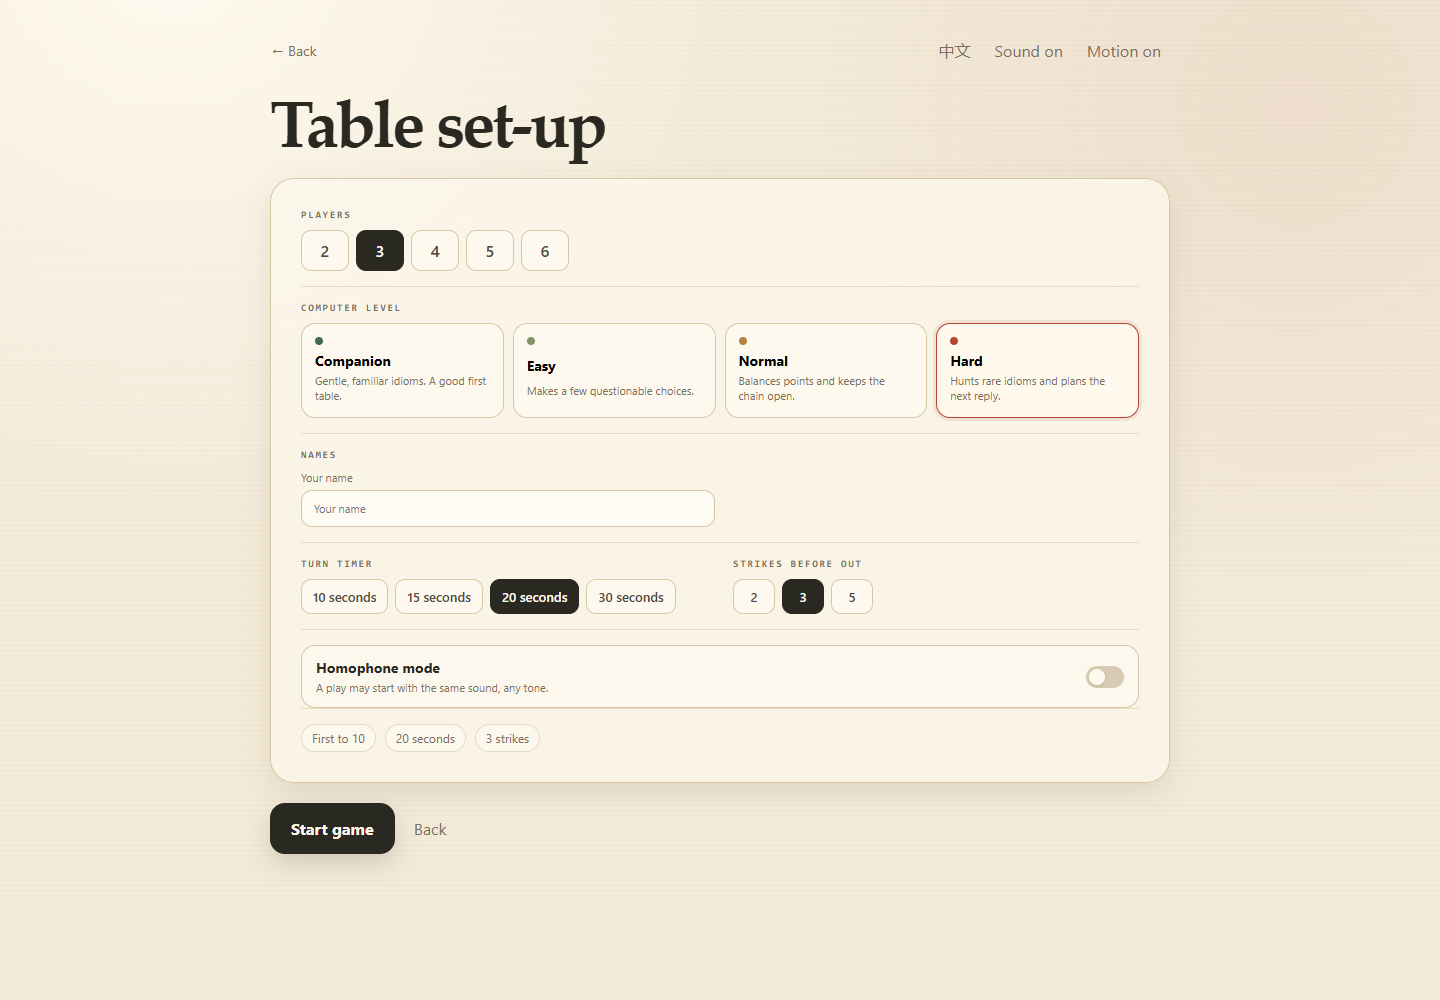 ← Back
中文 Sound on Motion on
Table set-up
PLAYERS
2 3 4 5 6
COMPUTER LEVEL
Companion
Gentle, familiar idioms. A good first
table.
Easy
Makes a few questionable choices.
Normal
Balances points and keeps the
chain open.
Hard
Hunts rare idioms and plans the
next reply.
NAMES
Your name
Your name
TURN TIMER
10 seconds 15 seconds 20 seconds 30 seconds
STRIKES BEFORE OUT
2 3 5
Homophone mode
A play may start with the same sound, any tone.
First to 10 20 seconds 3 strikes
Start game Back